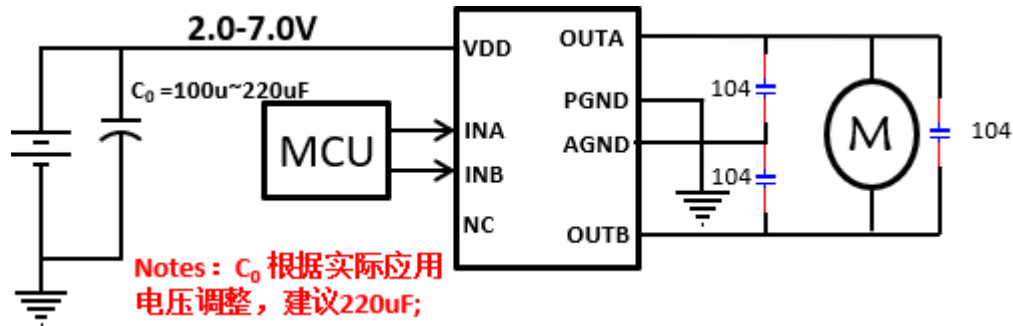 2.0-7.0V
C₀ =100u~220uF
MCU
VDD
INA
INB
NC
OUTA
PGND
AGND
OUTB
104
104
M
104
Notes：C₀ 根据实际应用
电压调整，建议220uF;